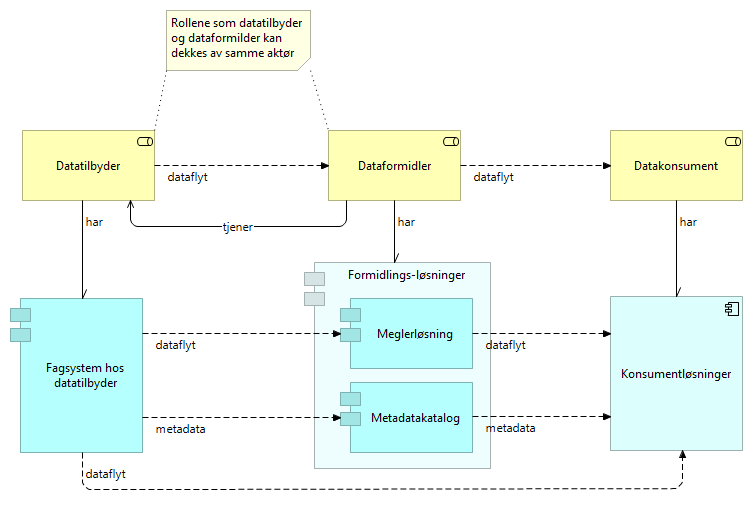 Rollene som datatilbyder
og dataformilder kan
dekkes av samme aktør
Datatilbyder
dataflyt
Dataformidler
dataflyt
Datakonsument
har
tjener
har
har
Formidlings-løsninger
Fagsystem hos
datatilbyder
dataflyt
Meglerløsning
dataflyt
Konsumentløsninger
metadata
Metadatakatalog
metadata
dataflyt